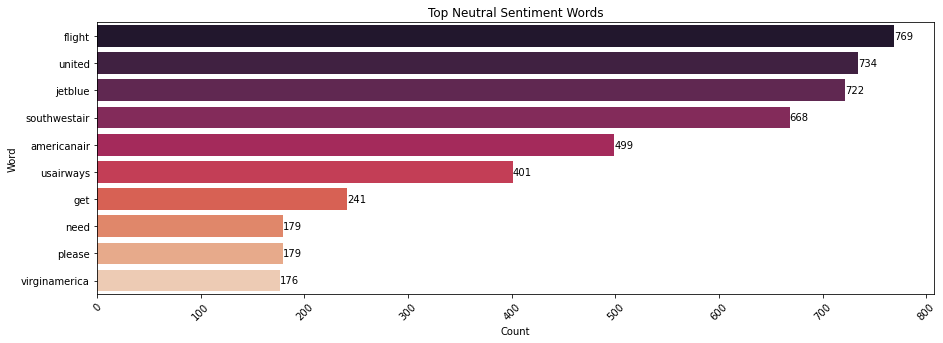 Top Neutral Sentiment Words
Word
flight 769
united 734
jetblue 722
southwestair 668
americanair 499
usairways 401
get 241
need 179
please 179
virginamerica 176
0 100 200 300 400 500 600 700 800
Count